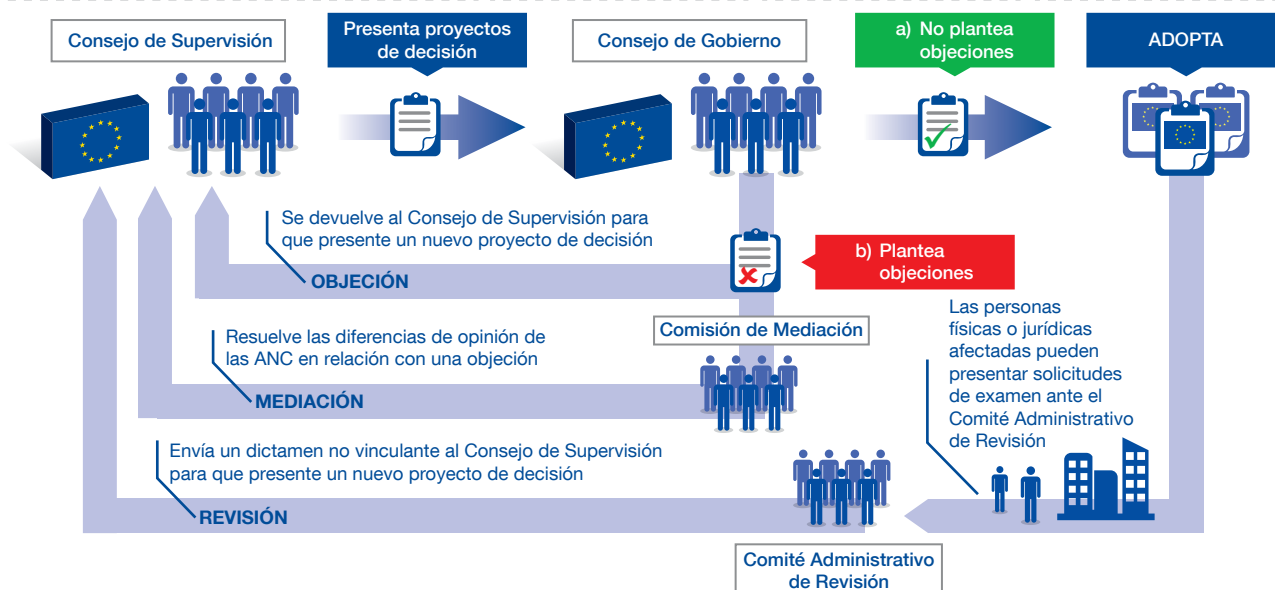 Consejo de Supervisión
Presenta proyectos
de decisión
Consejo de Gobierno
a) No plantea
objeciones
ADOPTA
Se devuelve al Consejo de Supervisión para
que presente un nuevo proyecto de decisión
OBJECIÓN
b) Plantea
objeciones
Comisión de Mediación
Resuelve las diferencias de opinión de
las ANC en relación con una objeción
MEDIACIÓN
Las personas
físicas o jurídicas
afectadas pueden
presentar solicitudes
de examen ante el
Comité Administrativo
de Revisión
Envía un dictamen no vinculante al Consejo de Supervisión
para que presente un nuevo proyecto de decisión
REVISIÓN
Comité Administrativo
de Revisión